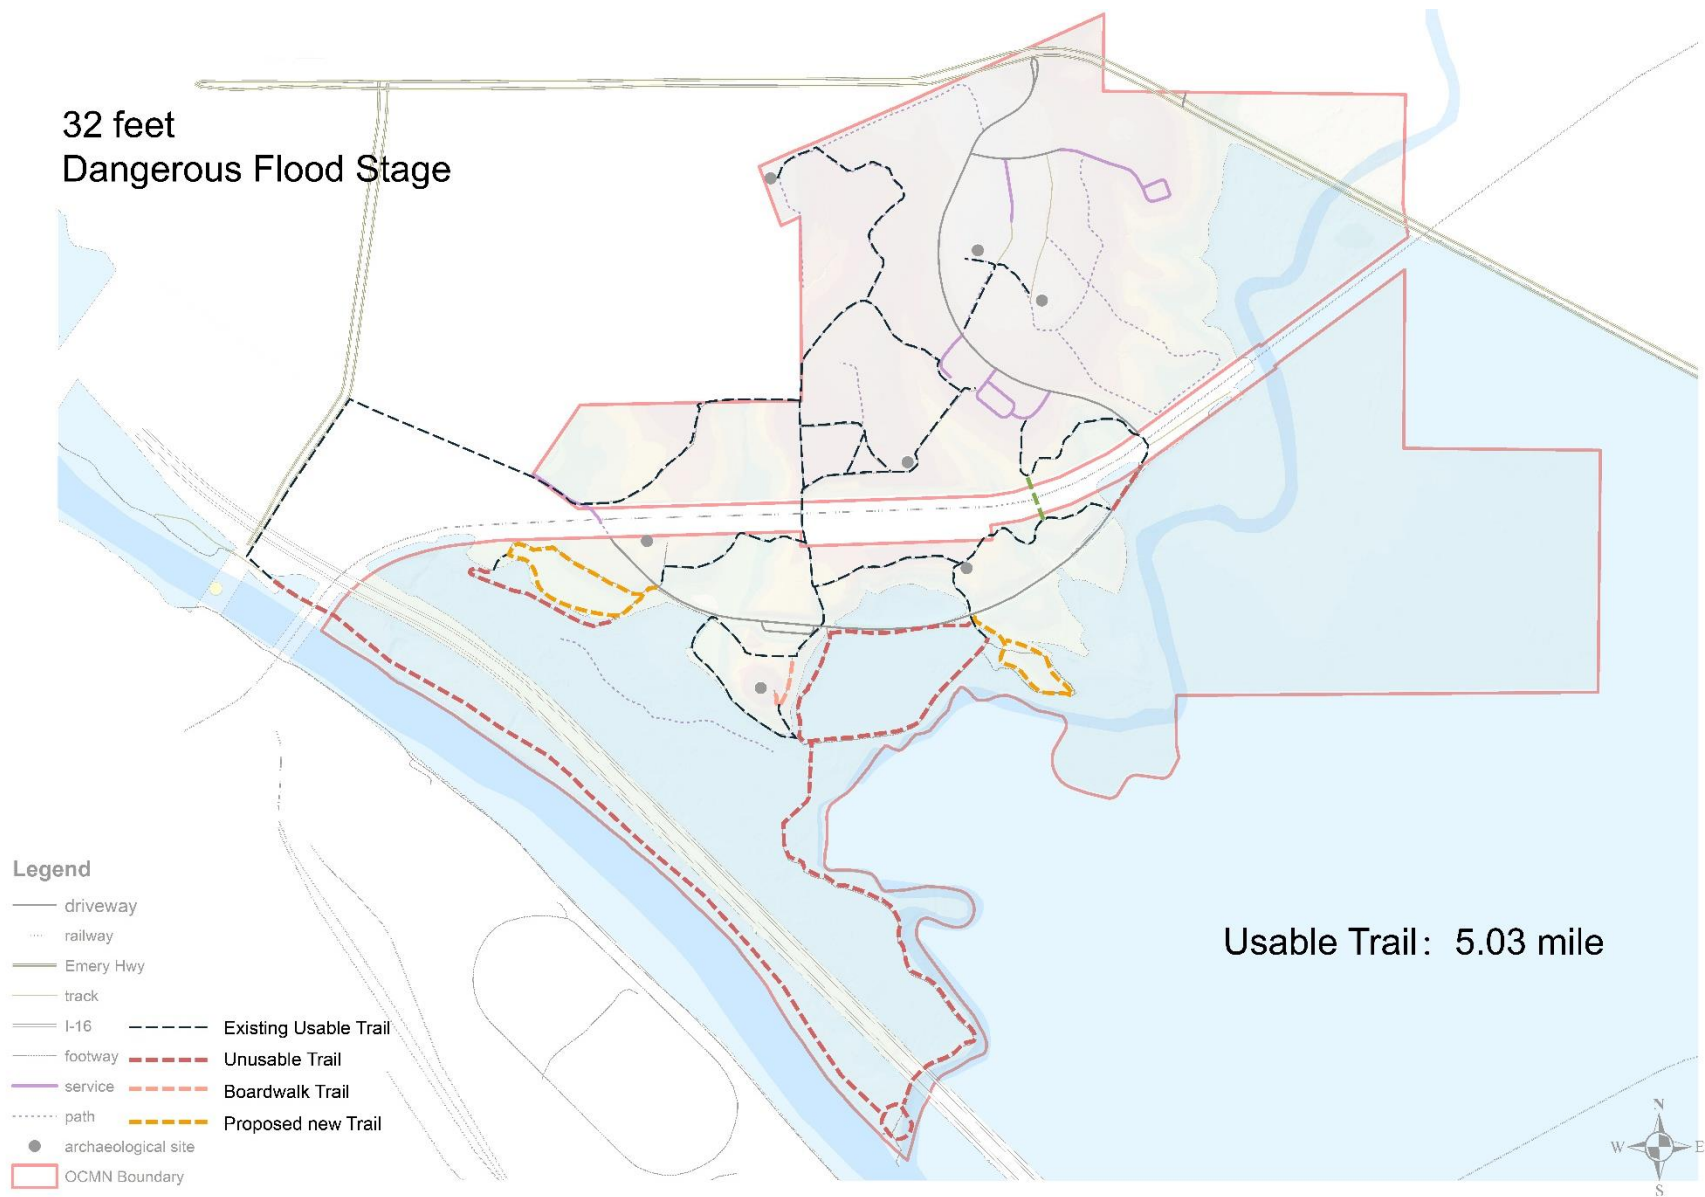 32 feet
Dangerous Flood Stage
Usable Trail: 5.03 mile
Legend
driveway
railway
Emery Hwy
track
I-16
footway
service
path
archaeological site
OCMN Boundary
Existing Usable Trail
Unusable Trail
Boardwalk Trail
Proposed new Trail
N
W E
S